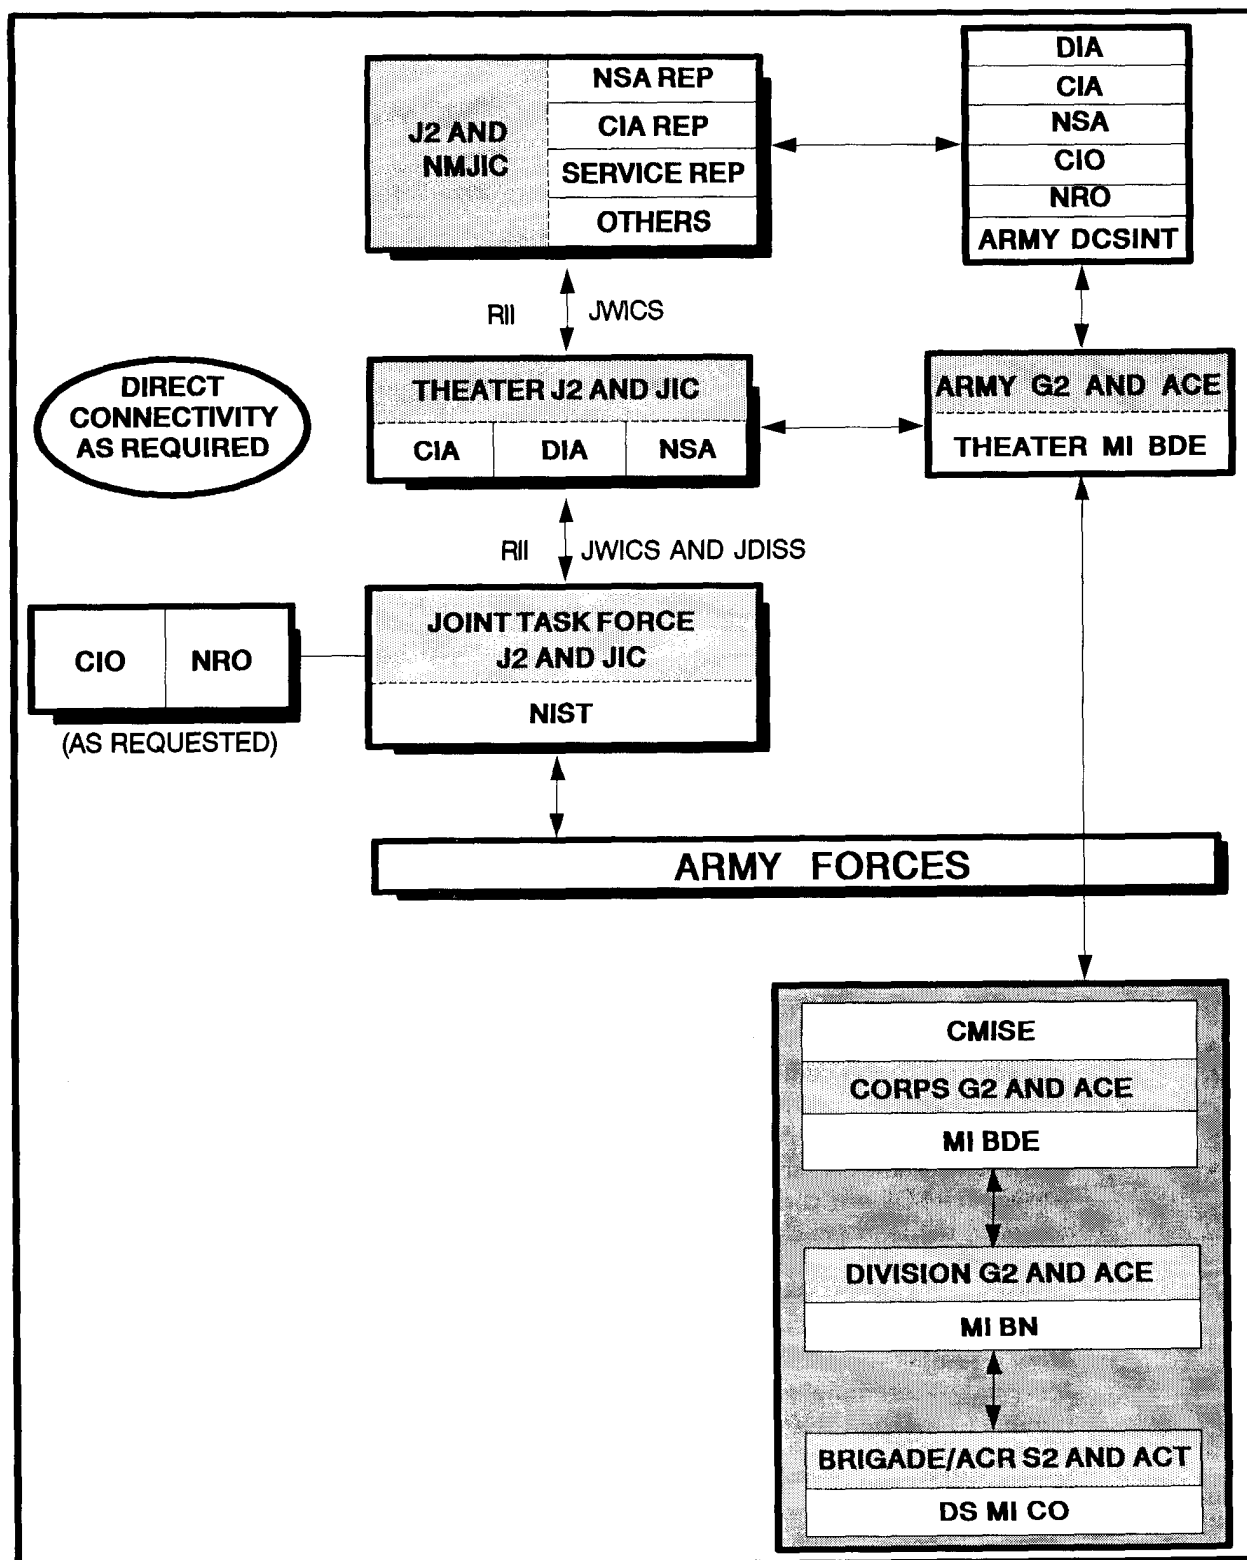 J2 AND
NMJIC
NSA REP
CIA REP
SERVICE REP
OTHERS
DIA
CIA
NSA
CIO
NRO
ARMY DCSINT
RII
JWICS
DIRECT
CONNECTIVITY
AS REQUIRED
THEATER J2 AND JIC
CIA
DIA
NSA
ARMY G2 AND ACE
THEATER MI BDE
RII
JWICS AND JDISS
CIO
NRO
(AS REQUESTED)
JOINT TASK FORCE
J2 AND JIC
NIST
ARMY FORCES
CMISE
CORPS G2 AND ACE
MI BDE
DIVISION G2 AND ACE
MI BN
BRIGADE/ACR S2 AND ACT
DS MI CO